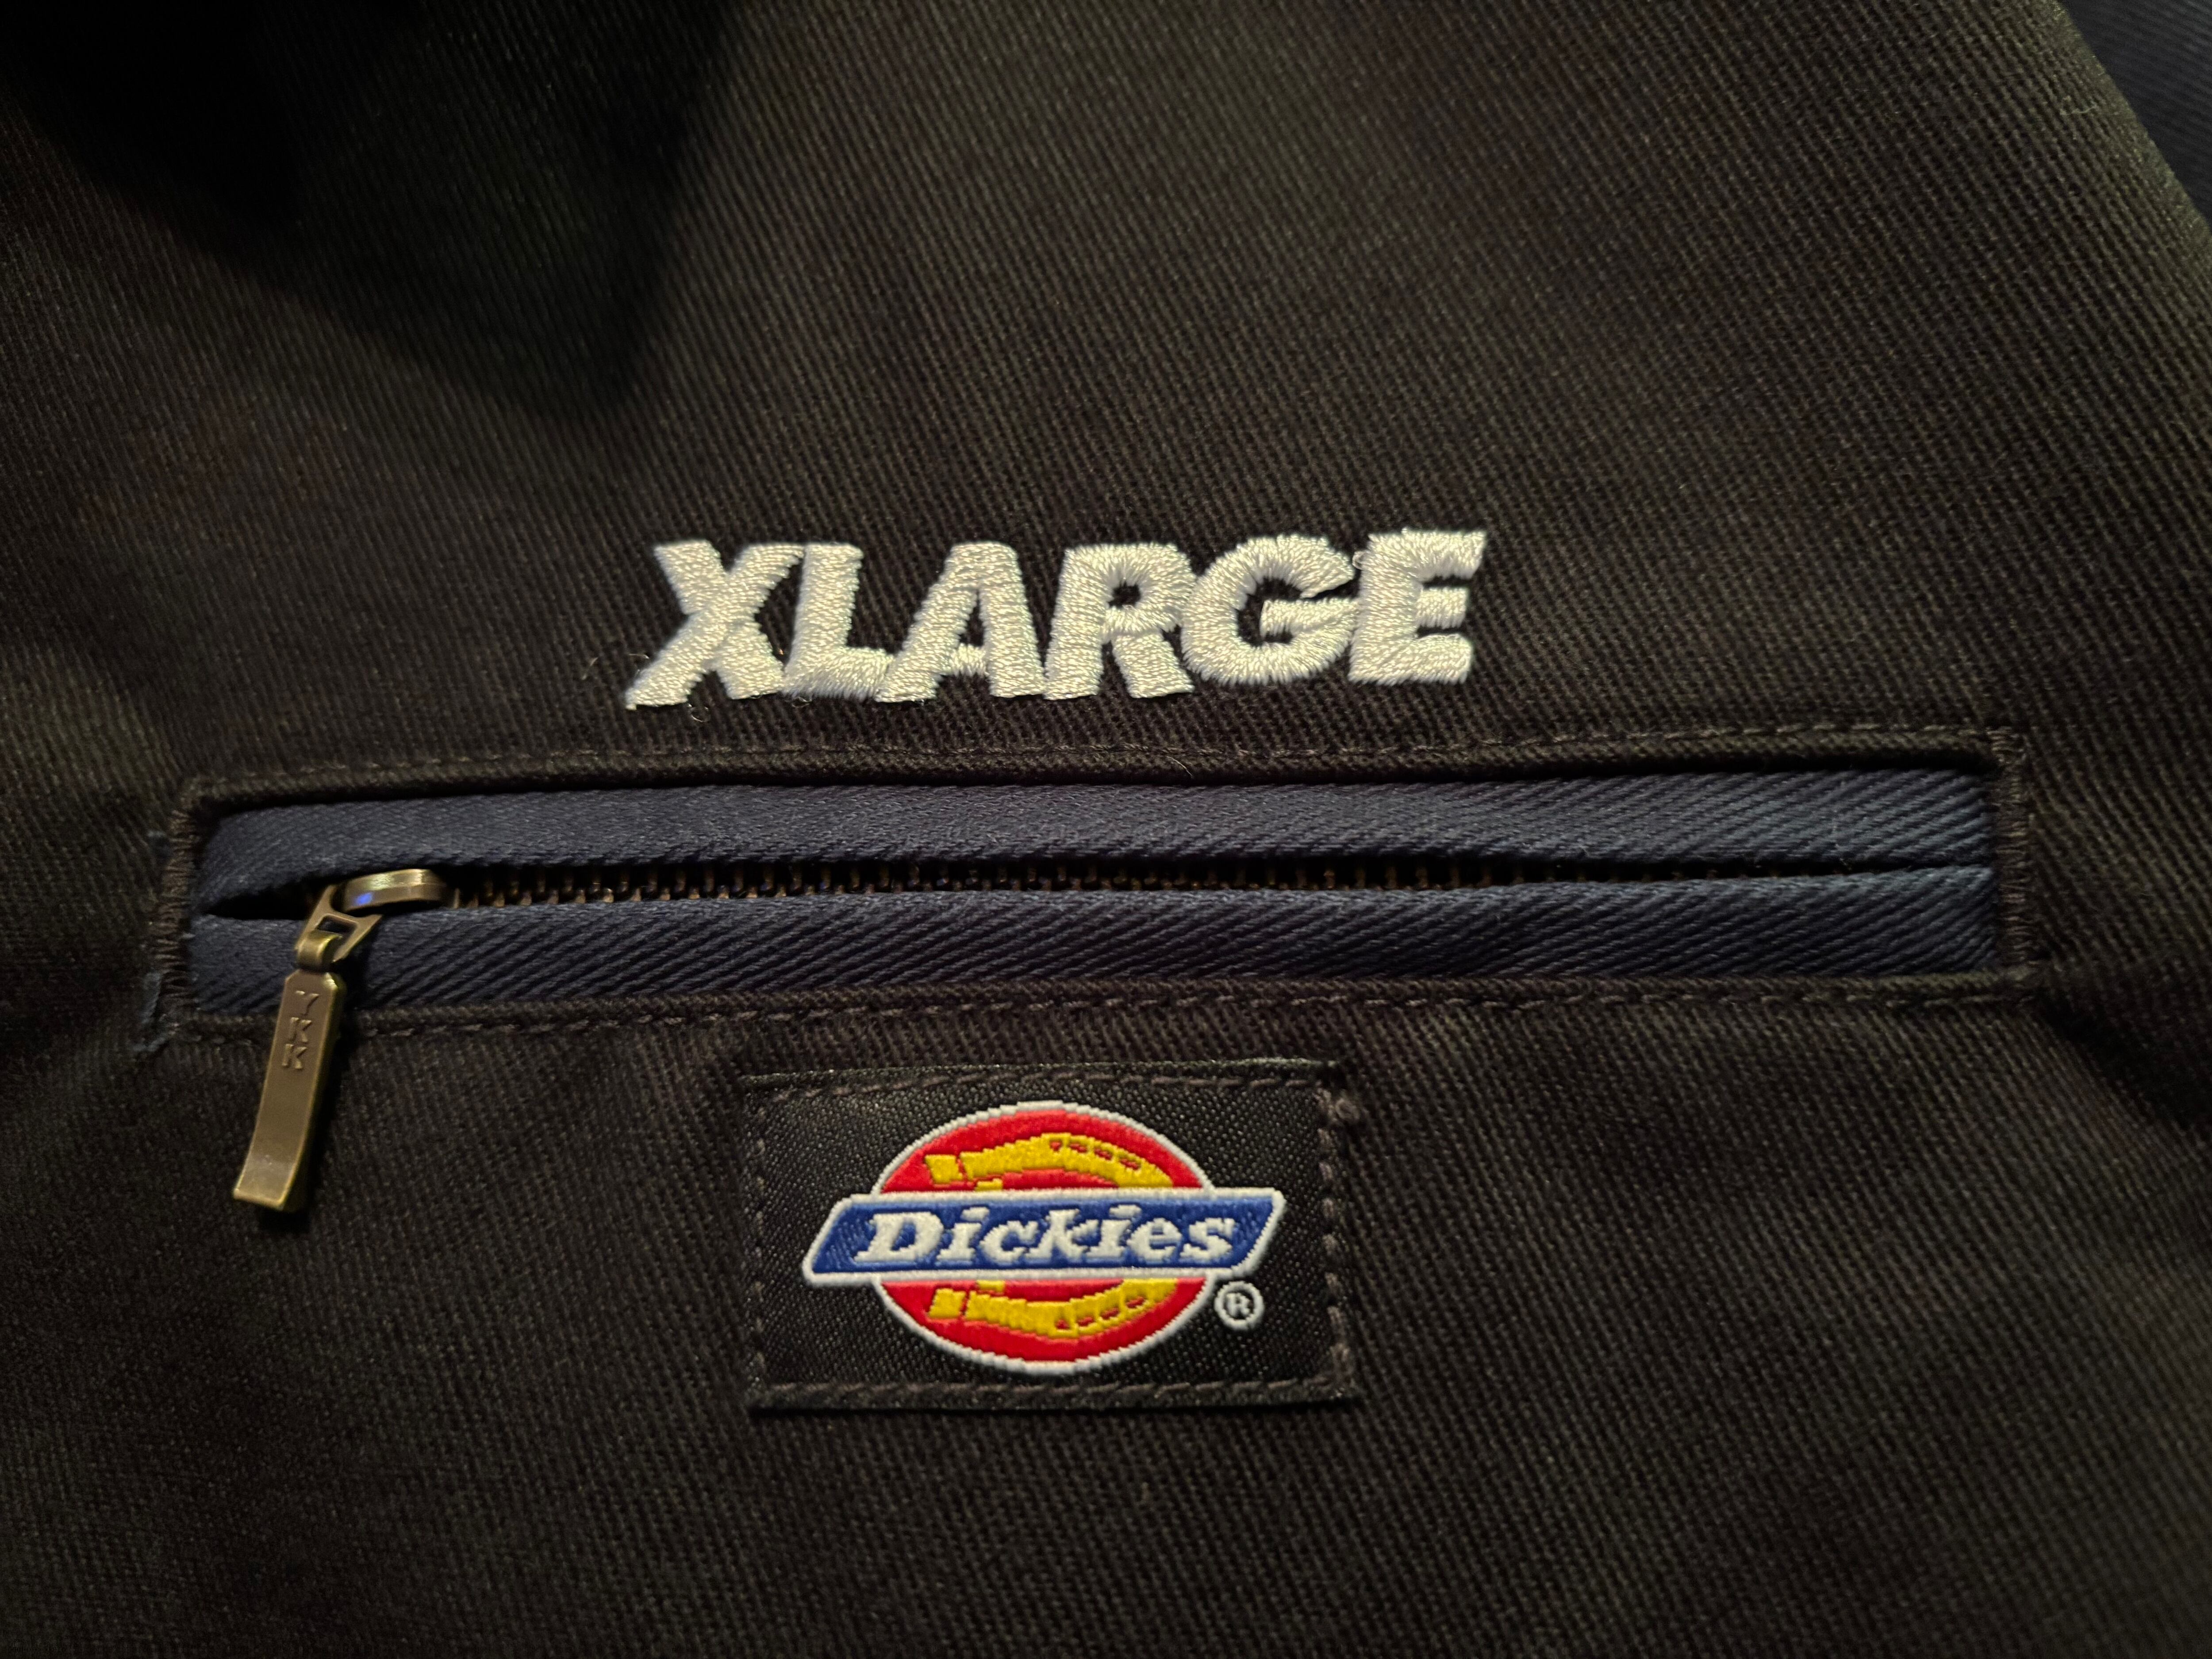 XLARGE
YKK
Dickies
®